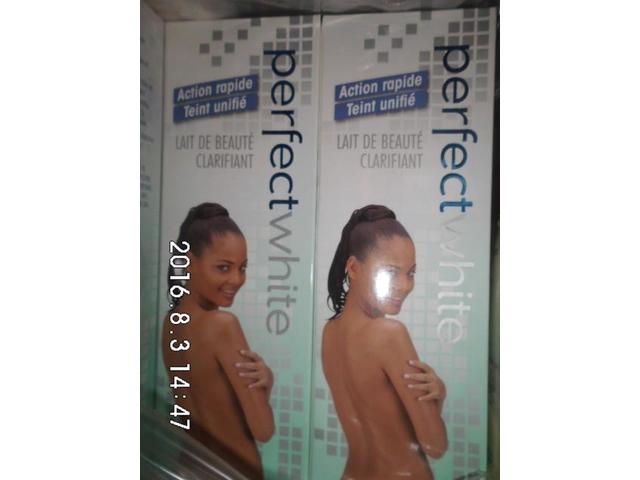 Action rapide
Teint unifié
LAIT DE BEAUTÉ
CLARIFIANT
perfectwhite
Action rapide
Teint unifié
LAIT DE BEAUTÉ
CLARIFIANT
perfectwhite
2016.8.3 14:47